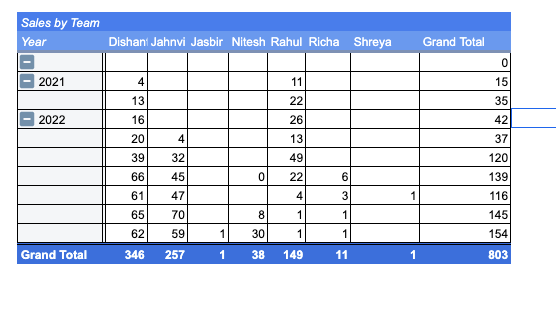 Sales by Team
Year Dishan Jahnvi Jasbir Nitesh Rahul Richa Shreya Grand Total
0
2021 4 11 15
13 22 35
2022 16 26 42
20 4 13 37
39 32 49 120
66 45 0 22 6 139
61 47 4 3 1 116
65 70 8 1 1 145
62 59 1 30 1 1 154
Grand Total 346 257 1 38 149 11 1 803